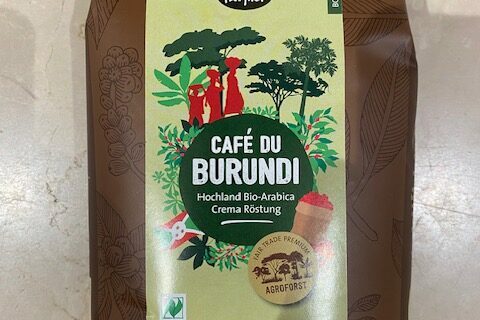 CAFÉ DU
BURUNDI
Hochland Bio-Arabica
Crema Röstung
FAIR TRADE PREMIUM
AGROFORST